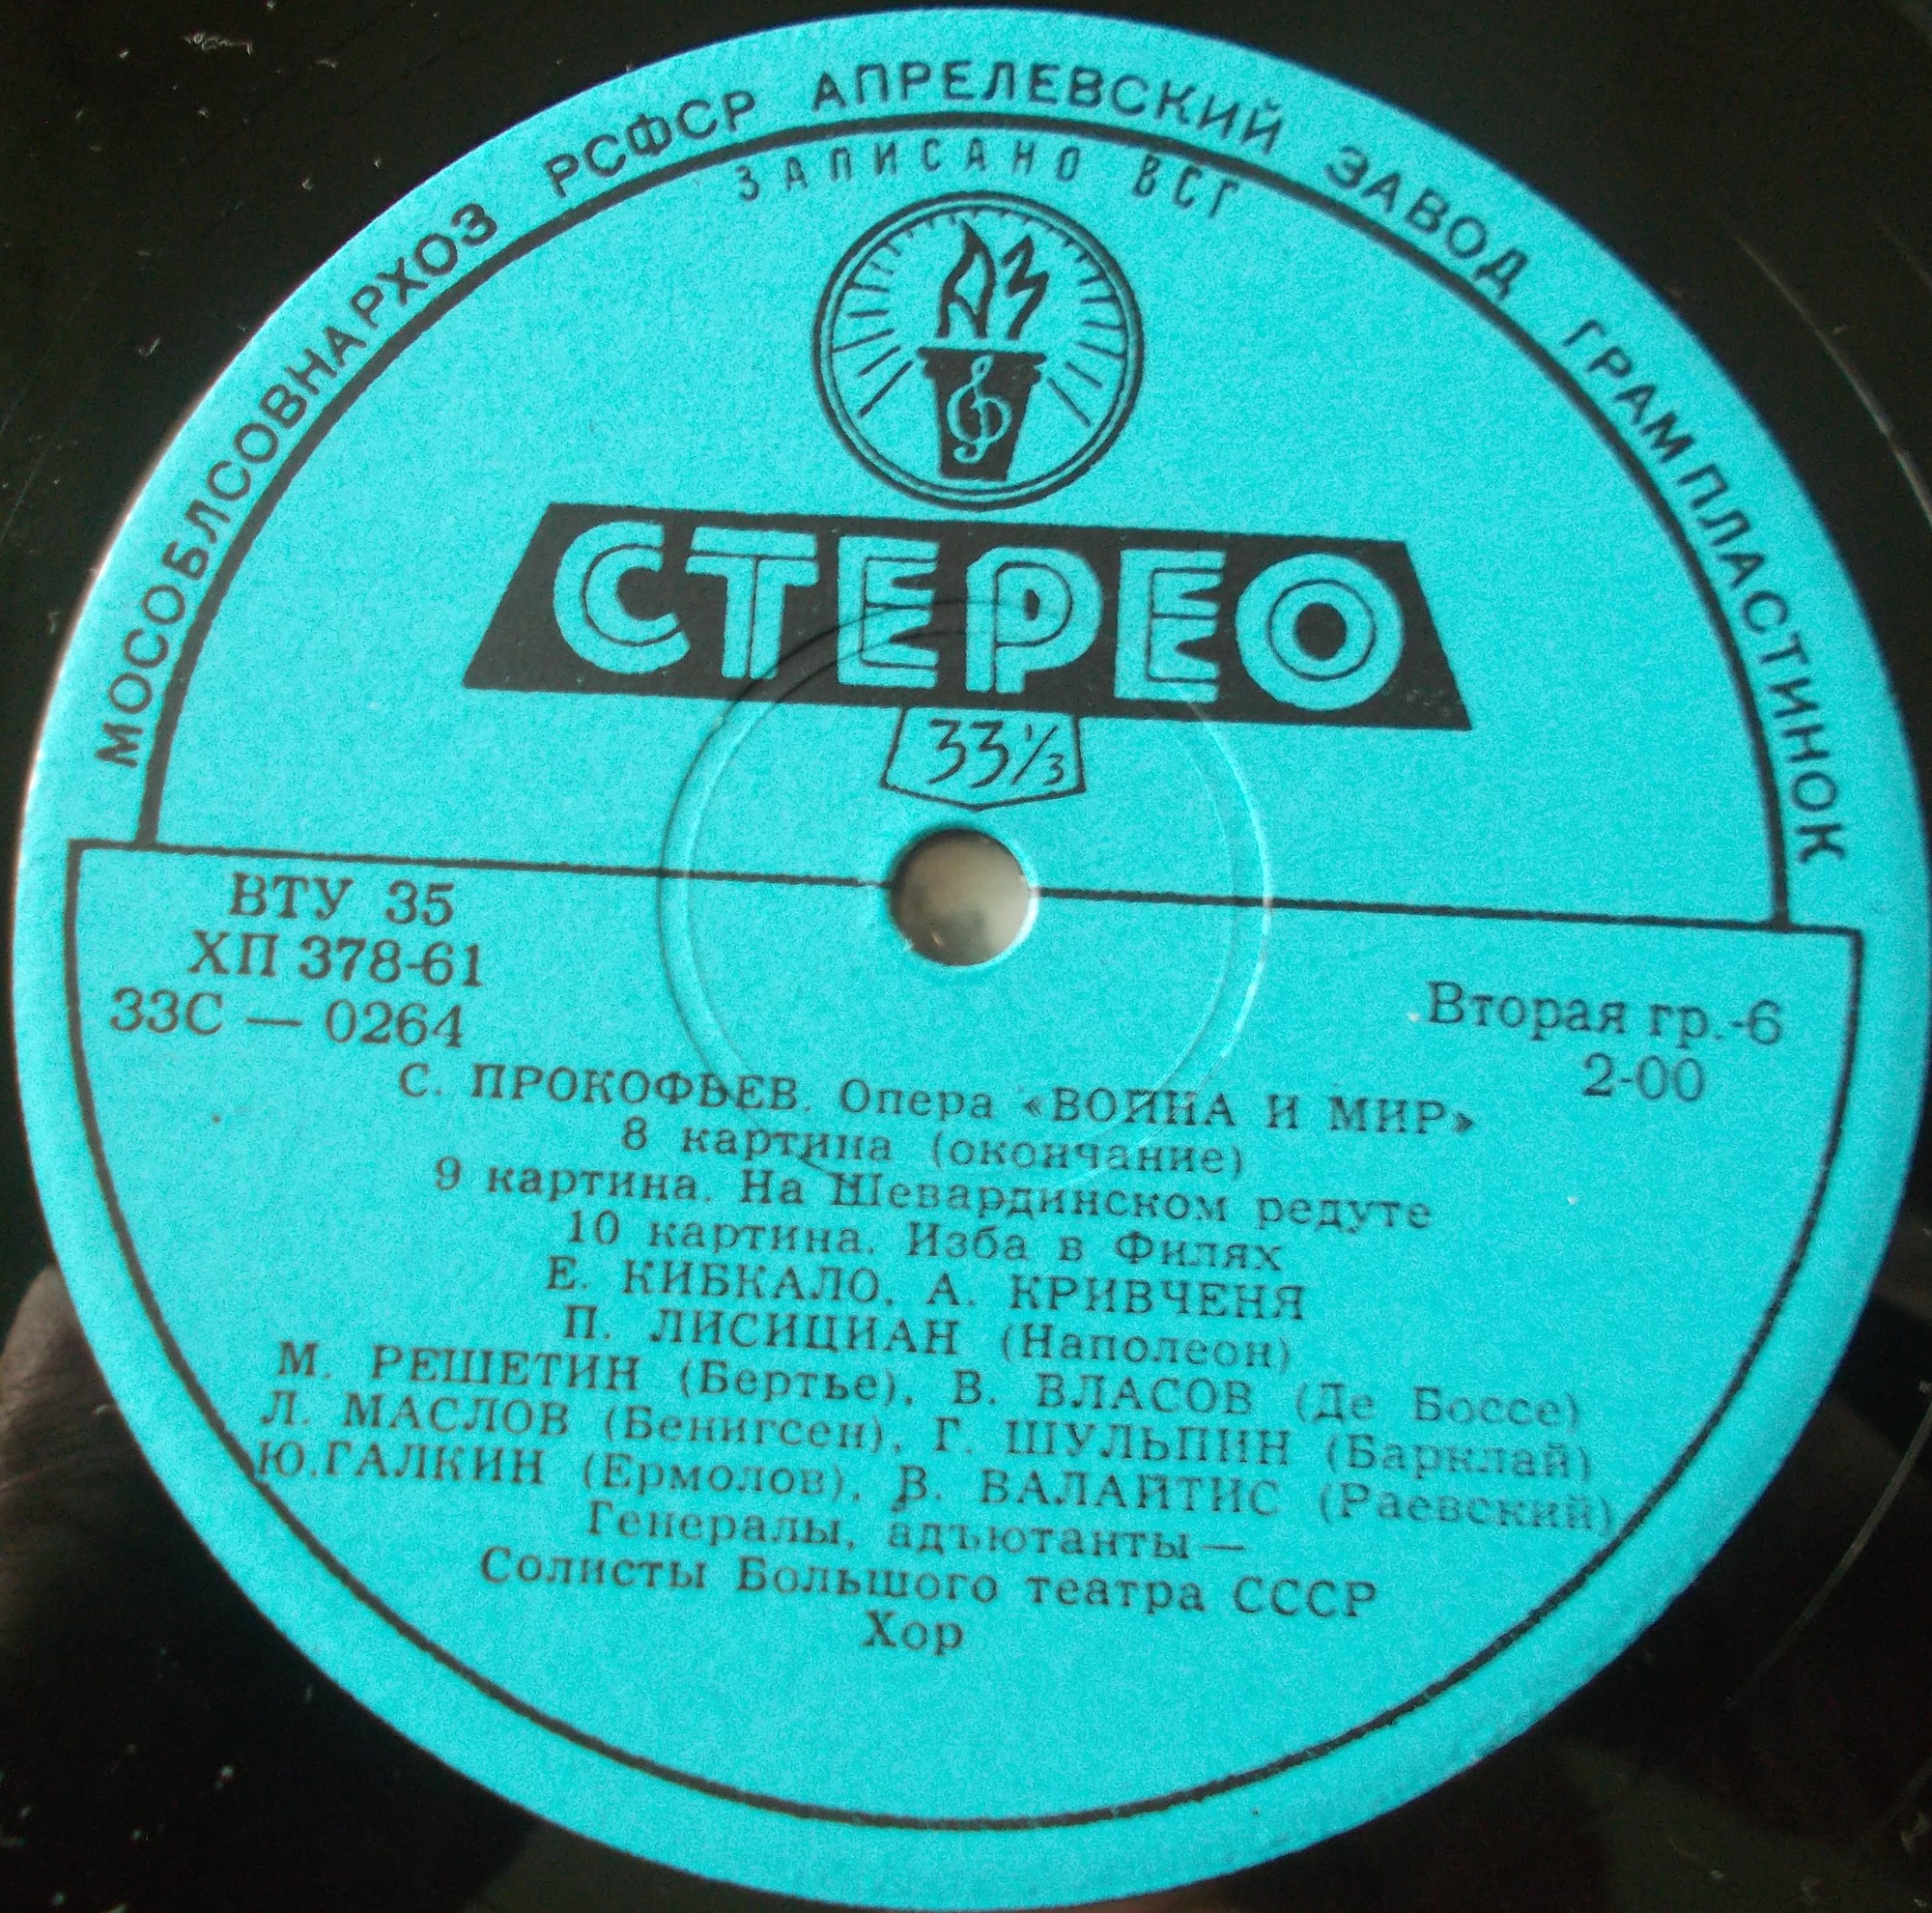 МОСОБЛСОВНАРХОЗ РСФСР АПРЕЛЕВСКИЙ ЗАВОД ГРАМПЛАСТИНОК
ЗАПИСАНО ВСГ
АЗ
СТЕРЕО
33⅓
ВТУ 35
ХП 378-61
33С — 0264
Вторая гр.-6
2-00
С. ПРОКОФЬЕВ. Опера «ВОЙНА И МИР»
8 картина (окончание)
9 картина. На Шевардинском редуте
10 картина. Изба в Филях
Е. КИБКАЛО, А. КРИВЧЕНЯ
П. ЛИСИЦИАН (Наполеон)
М. РЕШЕТИН (Бертье), В. ВЛАСОВ (Де Боссе)
Л. МАСЛОВ (Бенигсен), Г. ШУЛЬПИН (Барклай)
Ю.ГАЛКИН (Ермолов), В. ВАЛАЙТИС (Раевский)
Генералы, адъютанты—
Солисты Большого театра СССР
Хор